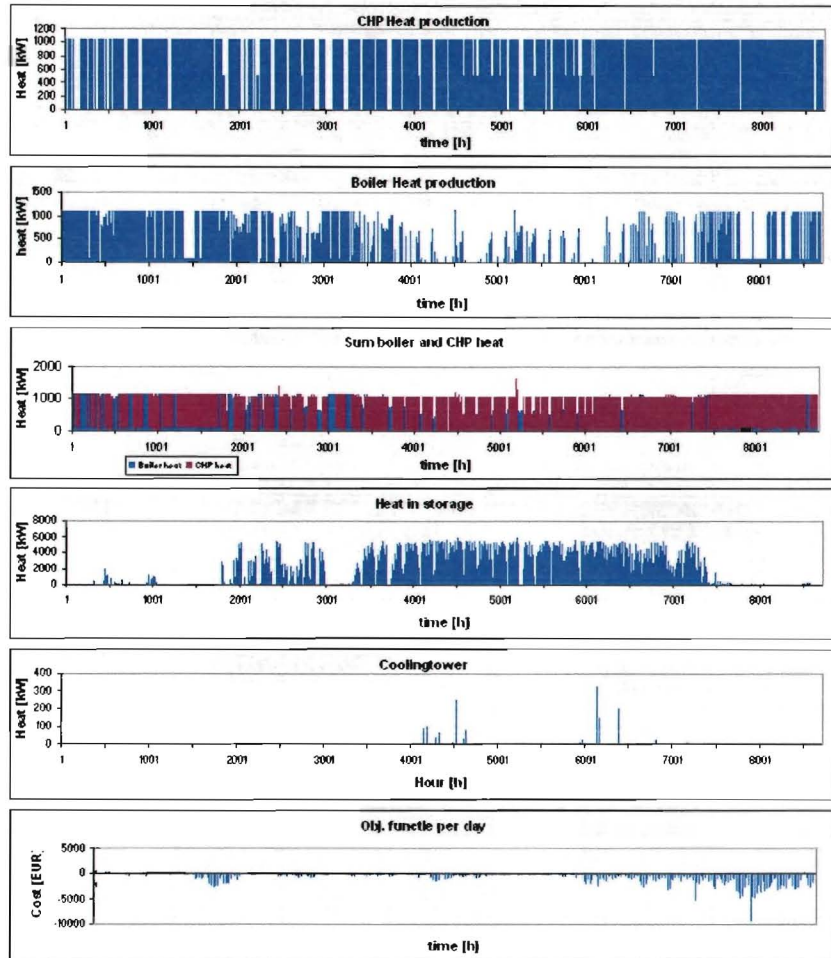 CHP Heat production
Heat [kW]
1200
1000
800
600
400
200
0
1 1001 2001 3001 4001 5001 6001 7001 8001
time [h]
Boiler Heat production
heat [kW]
1500
1000
500
0
1 1001 2001 3001 4001 5001 6001 7001 8001
time [h]
Sum boiler and CHP heat
Heat [kW]
2000
1000
0
1 1001 2001 3001 4001 5001 6001 7001 8001
time [h]
Boiler heat CHP heat
Heat in storage
Heat [kW]
8000
6000
4000
2000
0
1 1001 2001 3001 4001 5001 6001 7001 8001
time [h]
Coolingtower
Heat [kW]
400
300
200
100
0
1 1001 2001 3001 4001 5001 6001 7001 8001
Hour [h]
Obj. functie per day
Cost [EUR]
5000
0
-5000
-10000
time [h]